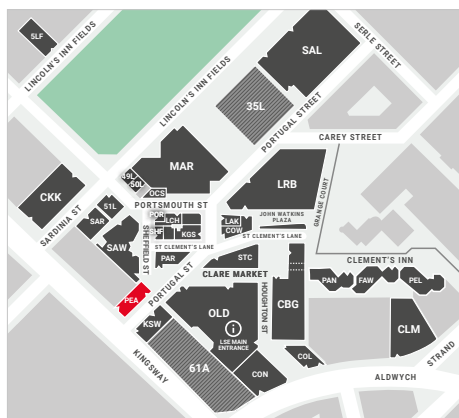 5LF
LINCOLN'S INN FIELDS
LINCOLN'S INN FIELDS
SAL
SERLE STREET
35L
PORTUGAL STREET
CAREY STREET
MAR
49L
50L
OCS
CKK
SARDINIA ST
51L
SAR
SAW
PORTSMOUTH ST
POR
LCH
SHF
KGS
SHEFFIELD ST
ST CLEMENT'S LANE
PAR
LRB
LAK
COW
JOHN WATKINS
PLAZA
ST CLEMENT'S LANE
GRANGE COURT
STC
CLARE MARKET
CLEMENT'S INN
PAN
FAW
PEL
PEA
PORTUGAL ST
KSW
OLD
LSE MAIN
ENTRANCE
HOUGHTON ST
CBG
CLM
KINGSWAY
61A
CON
COL
ALDWYCH
STRAND